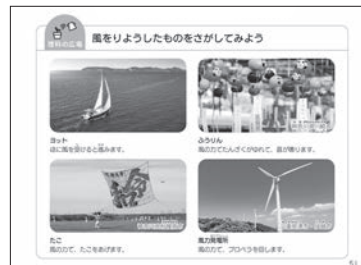 理科の広場
風をりようしたものをさがしてみよう
ヨット
ほに風を受けると進みます。
ふうりん
風の力でたんざくがゆれて、音が鳴ります。
たこ
風の力で、たこをあげます。
風力発電所
風の力で、プロペラを回します。